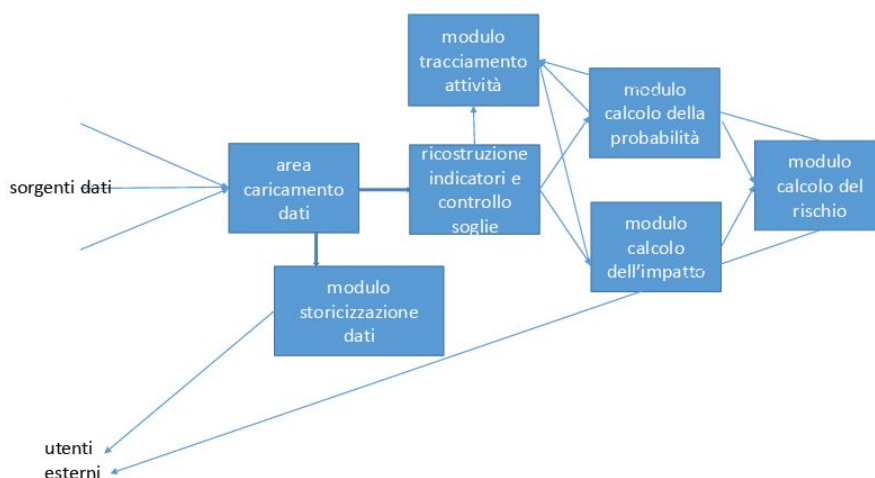 modulo
tracciamento
attività
modulo
calcolo della
probabilità
sorgenti dati
area
caricamento
dati
ricostruzione
indicatori e
controllo
soglie
modulo
calcolo del
rischio
modulo
calcolo
dell'impatto
modulo
storicizzazione
dati
utenti
esterni